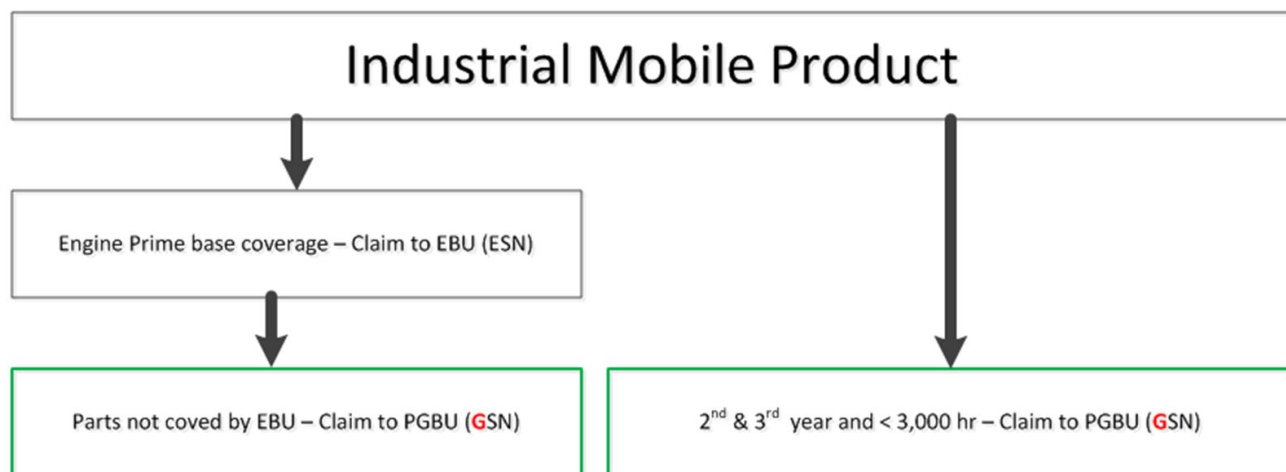 Industrial Mobile Product
Engine Prime base coverage – Claim to EBU (ESN)
Parts not coved by EBU – Claim to PGBU (GSN)
2nd & 3rd year and < 3,000 hr – Claim to PGBU (GSN)